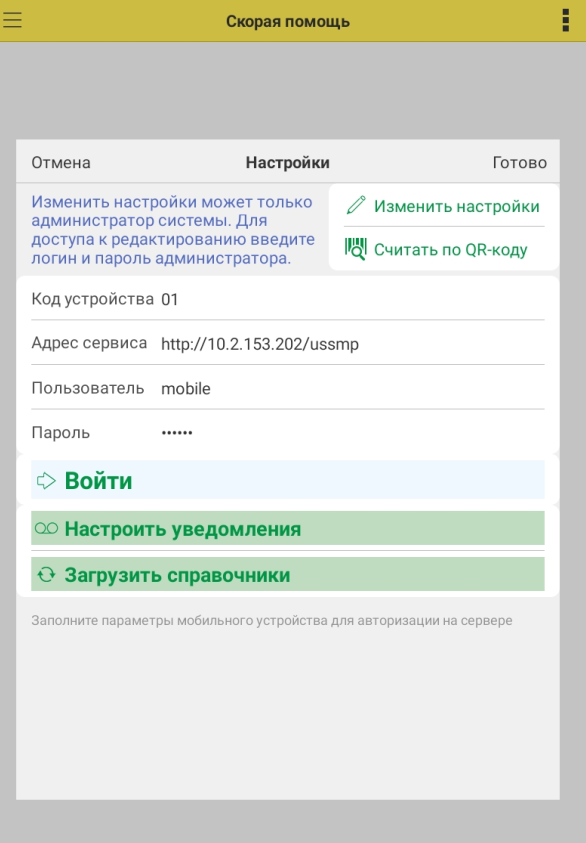 Скорая помощь
Отмена
Настройки
Готово
Изменить настройки может только
администратор системы. Для
доступа к редактированию введите
логин и пароль администратора.
Изменить настройки
Считать по QR-коду
Код устройства 01
Адрес сервиса http://10.2.153.202/ussmp
Пользователь mobile
Пароль ••••••
Войти
Настроить уведомления
Загрузить справочники
Заполните параметры мобильного устройства для авторизации на сервере